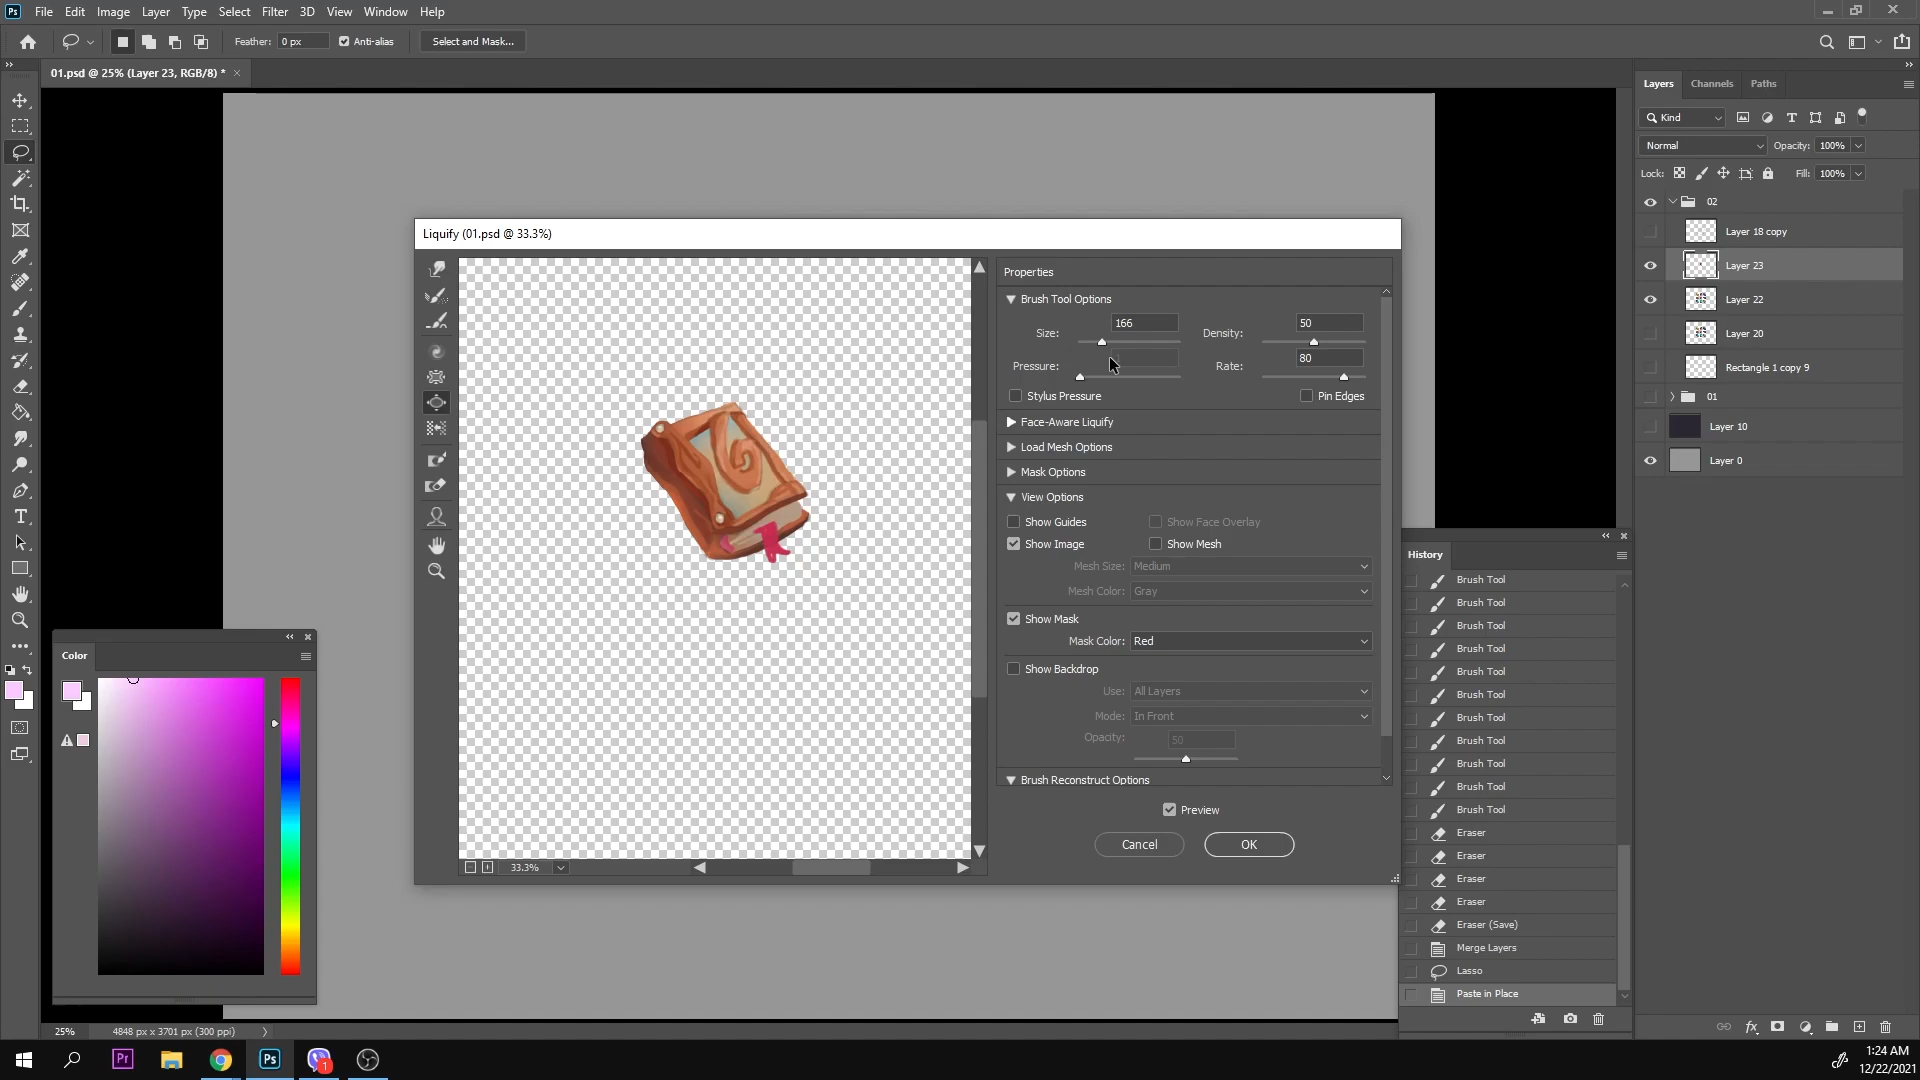 Ps File Edit Image Layer Type Select Filter 3D View Window Help
Feather: 0 px Anti-alias Select and Mask...
01.psd @ 25% (Layer 23, RGB/8) * ×
Layers Channels Paths
Kind
Normal Opacity: 100%
Lock: Fill: 100%
02
Layer 18 copy
Layer 23
Layer 22
Layer 20
Rectangle 1 copy 9
01
Layer 10
Layer 0
Liquify (01.psd @ 33.3%)
Properties
Brush Tool Options
Size: 166 Density: 50
Pressure: Rate: 80
Stylus Pressure Pin Edges
Face-Aware Liquify
Load Mesh Options
Mask Options
View Options
Show Guides Show Face Overlay
Show Image Show Mesh
Mesh Size: Medium
Mesh Color: Gray
Show Mask
Mask Color: Red
Show Backdrop
Use: All Layers
Mode: In Front
Opacity: 50
Brush Reconstruct Options
Preview
Cancel OK
33.3%
History
Brush Tool
Brush Tool
Brush Tool
Brush Tool
Brush Tool
Brush Tool
Brush Tool
Brush Tool
Brush Tool
Brush Tool
Brush Tool
Eraser
Eraser
Eraser
Eraser
Eraser (Save)
Merge Layers
Lasso
Paste in Place
Color
25% 4848 px x 3701 px (300 ppi)
Pr Ps 1
1:24 AM
12/22/2021